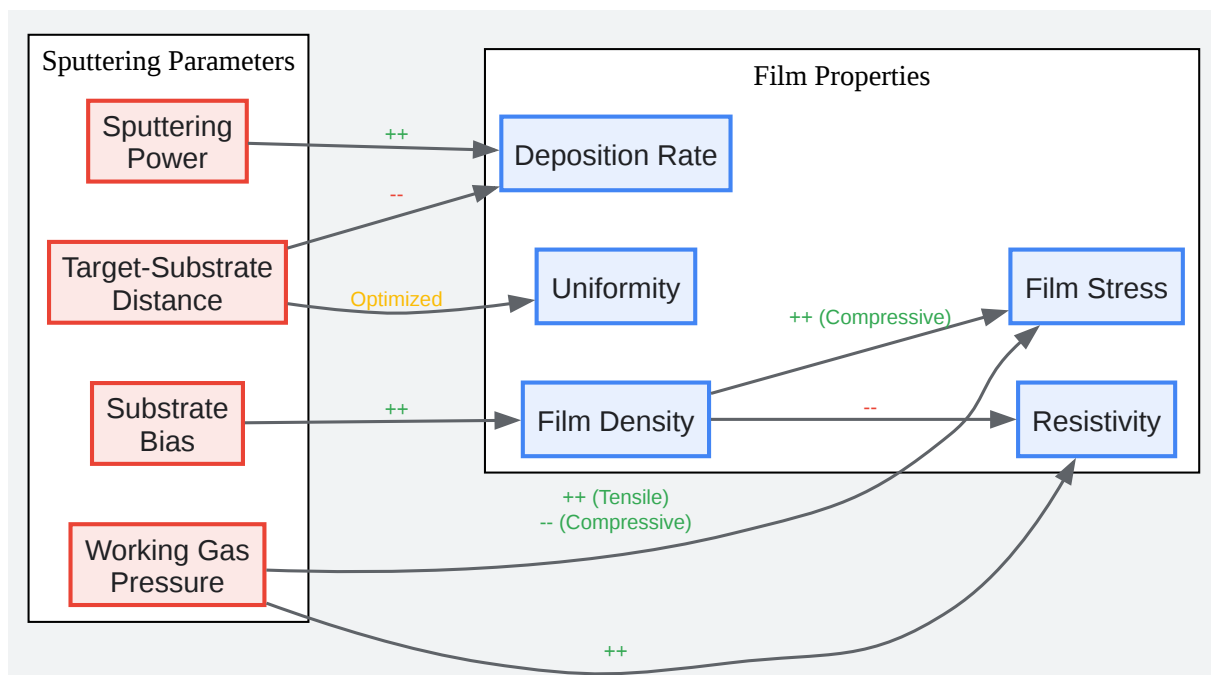 Sputtering Parameters
Film Properties
Sputtering
Power
++
Deposition Rate
--
Target-Substrate
Distance
Optimized
Uniformity
Film Stress
++ (Compressive)
Substrate
Bias
++
Film Density
--
Resistivity
++ (Tensile)
-- (Compressive)
Working Gas
Pressure
++